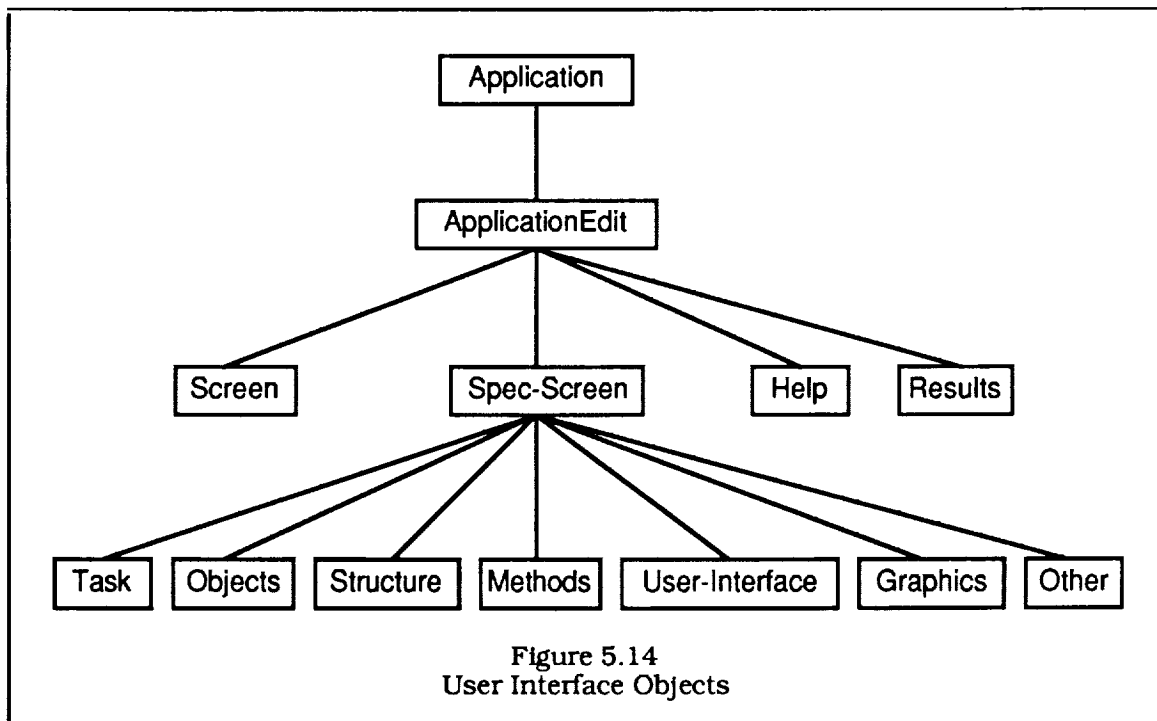 Application
ApplicationEdit
Screen
Spec-Screen
Help
Results
Task
Objects
Structure
Methods
User-Interface
Graphics
Other
Figure 5.14
User Interface Objects